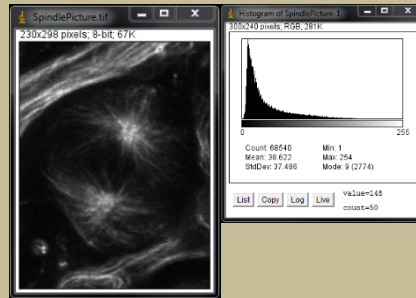 SpindlePicture.tif
230x298 pixels; 8-bit; 67K
Histogram of SpindlePicture-1
300x240 pixels; RGB; 281K
0 255
Count: 68540 Min: 1
Mean: 38.622 Max: 254
StdDev: 37.486 Mode: 9 (2774)
List Copy Log Live value=148
count=50